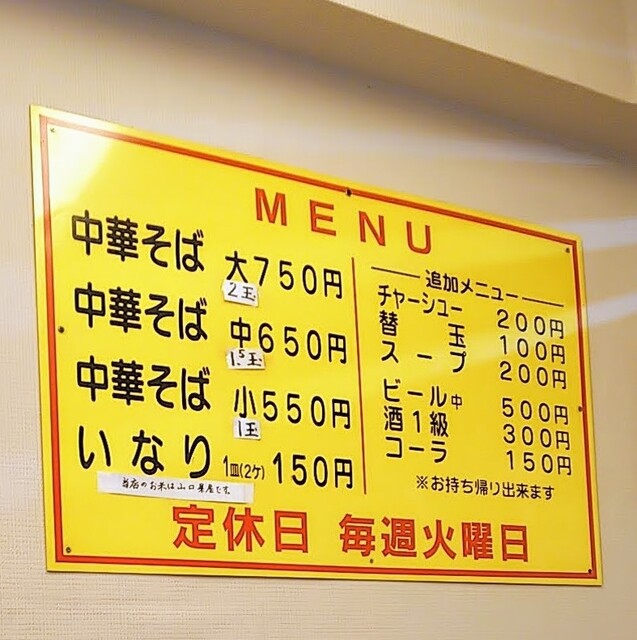 MENU
中華そば 大750円
2玉
中華そば 中650円
1.5玉
中華そば 小550円
1玉
いなり 1皿(2ケ) 150円
当店のお米は山口県産です。
追加メニュー
チャーシュー 200円
替玉 100円
スープ 200円
ビール中 500円
酒1級 300円
コーラ 150円
※お持ち帰り出来ます
定休日 毎週火曜日